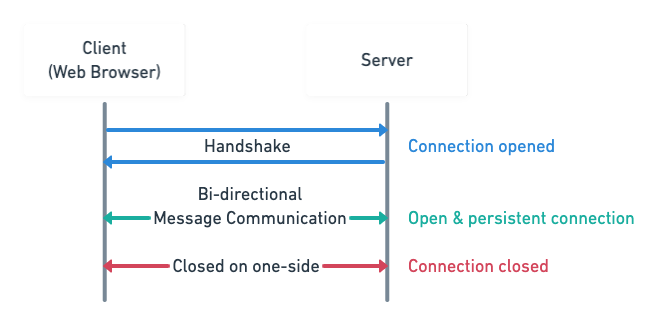 Client
(Web Browser)
Server
Handshake
Connection opened
Bi-directional
Message Communication
Open & persistent connection
Closed on one-side
Connection closed